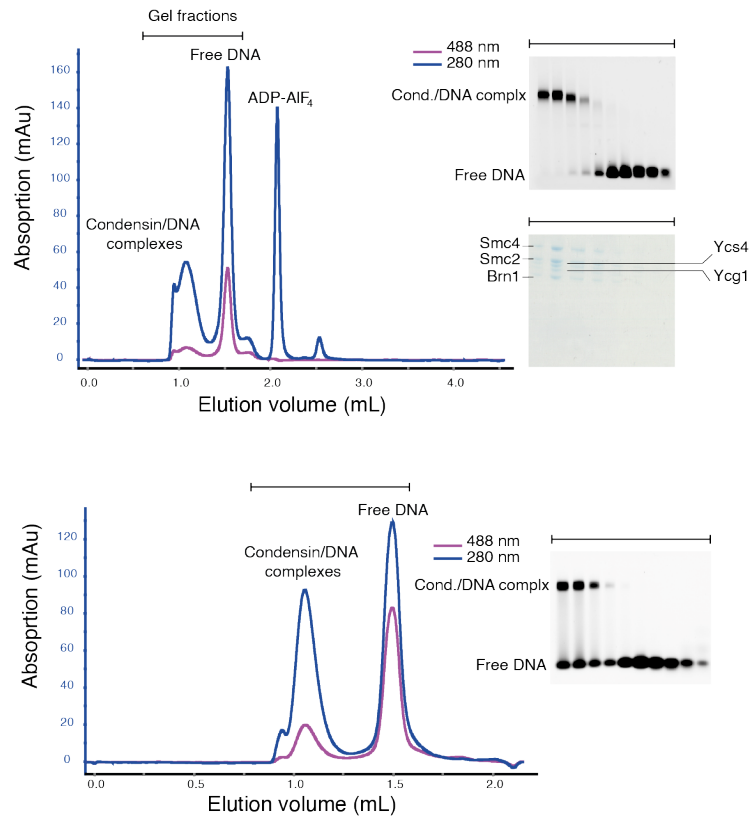 Gel fractions
Free DNA
ADP-AlF4
Condensin/DNA
complexes
488 nm
280 nm
Absoprtion (mAu)
160
140
120
100
80
60
40
20
0
0.0 1.0 2.0 3.0 4.0
Elution volume (mL)
Cond./DNA complx
Free DNA
Smc4
Smc2
Brn1
Ycs4
Ycg1
Free DNA
Condensin/DNA
complexes
488 nm
280 nm
Absoprtion (mAu)
120
100
80
60
40
20
0
0.0 0.5 1.0 1.5 2.0
Elution volume (mL)
Cond./DNA complx
Free DNA